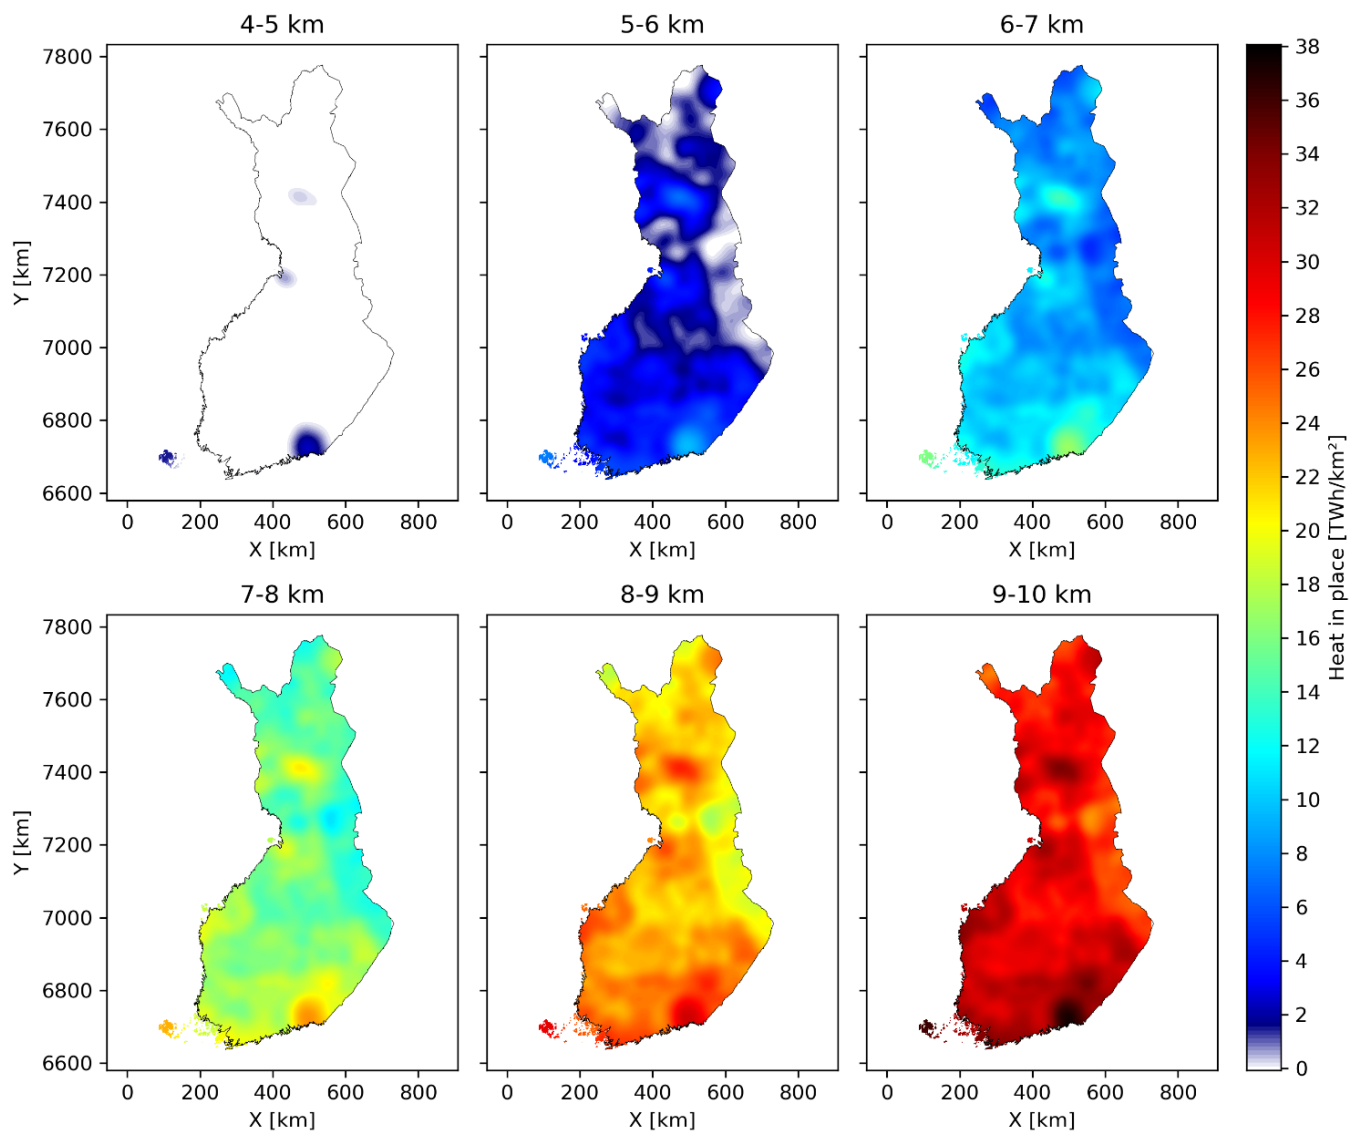 4-5 km
5-6 km
6-7 km
7800
7600
7400
7200
7000
6800
6600
Y [km]
0 200 400 600 800
0 200 400 600 800
0 200 400 600 800
X [km]
X [km]
X [km]
7-8 km
8-9 km
9-10 km
7800
7600
7400
7200
7000
6800
6600
Y [km]
0 200 400 600 800
0 200 400 600 800
0 200 400 600 800
X [km]
X [km]
X [km]
38
36
34
32
30
28
26
24
22
20
18
16
14
12
10
8
6
4
2
0
Heat in place [TWh/km²]